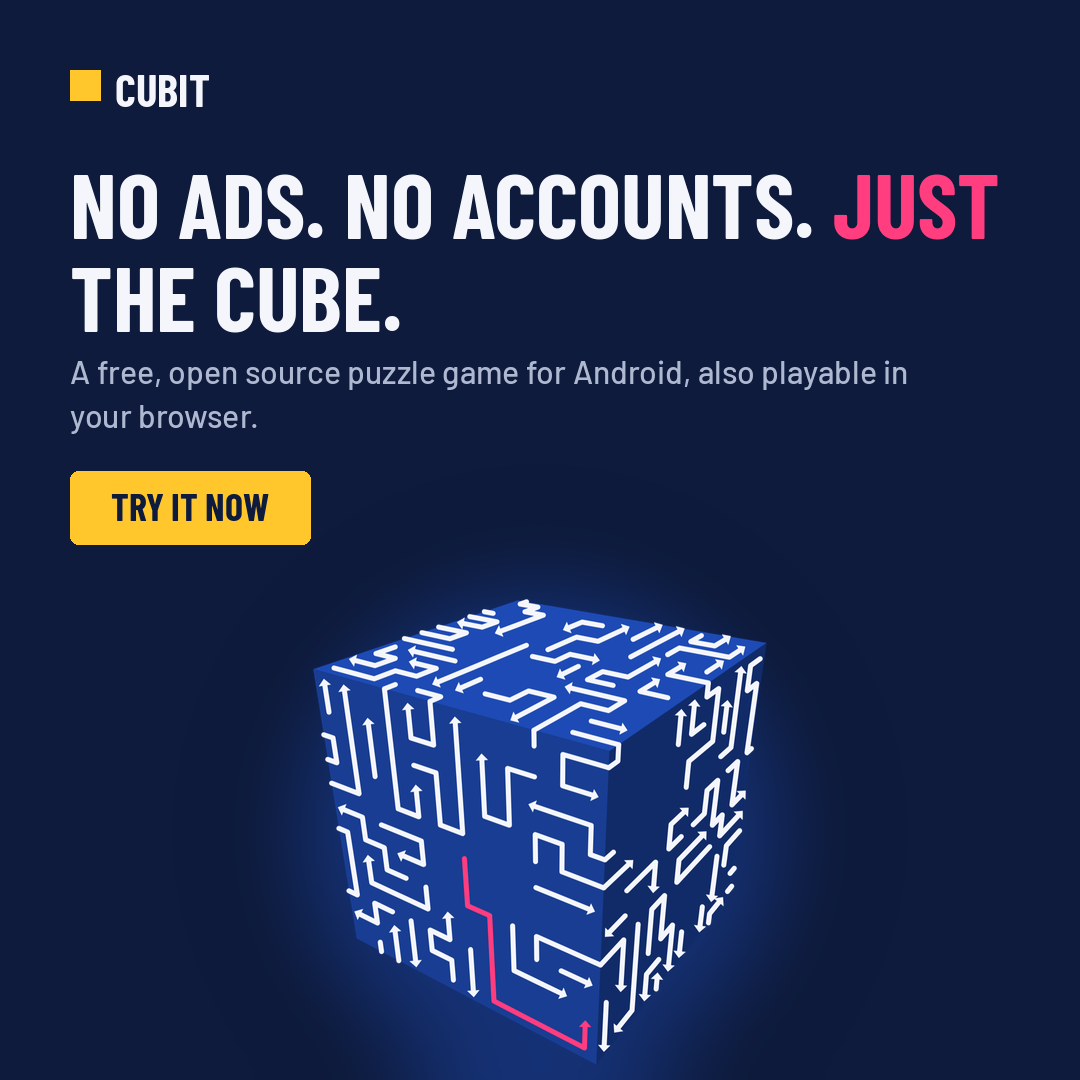 CUBIT
NO ADS. NO ACCOUNTS. JUST
THE CUBE.
A free, open source puzzle game for Android, also playable in
your browser.
TRY IT NOW